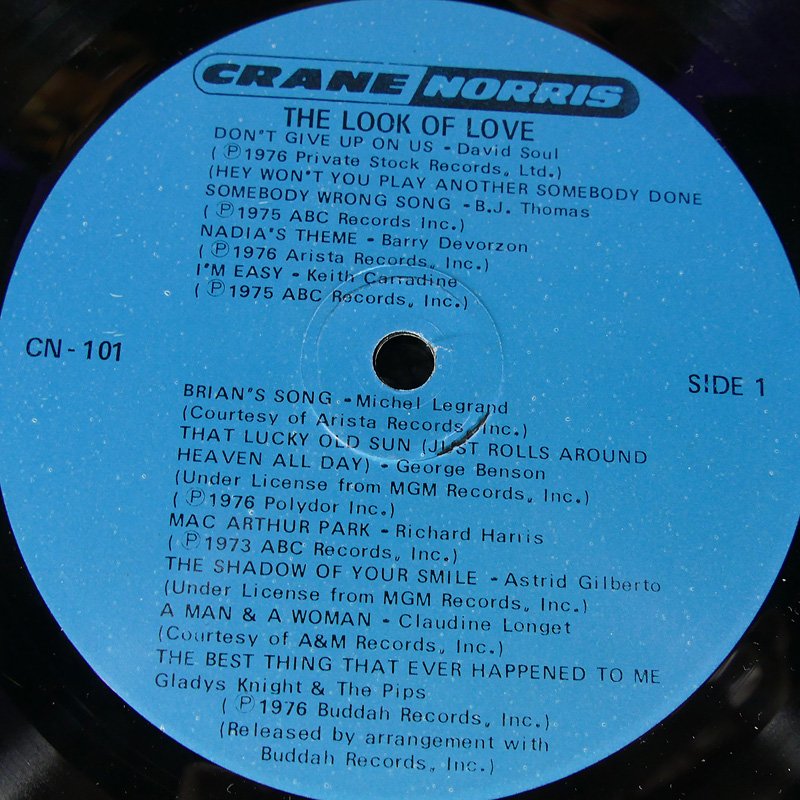 CRANE NORRIS
THE LOOK OF LOVE
DON"T GIVE UP ON US - David Soul
( Ⓟ 1976 Private Stock Records, Ltd.)
(HEY WON'T YOU PLAY ANOTHER SOMEBODY DONE
SOMEBODY WRONG SONG - B.J. Thomas
( Ⓟ 1975 ABC Records Inc.)
NADIA'S THEME - Barry Devorzon
( Ⓟ 1976 Arista Records, Inc.)
I'M EASY - Keith Carradine
( Ⓟ 1975 ABC Records, Inc.)
CN - 101
SIDE 1
BRIAN"S SONG - Michel Legrand
(Courtesy of Arista Records, Inc.)
THAT LUCKY OLD SUN (JUST ROLLS AROUND
HEAVEN ALL DAY) - George Benson
(Under License from MGM Records, Inc.)
( Ⓟ 1976 Polydor Inc.)
MAC ARTHUR PARK - Richard Harris
( Ⓟ 1973 ABC Records, Inc.)
THE SHADOW OF YOUR SMILE - Astrid Gilberto
(Under License from MGM Records, Inc.)
A MAN & A WOMAN - Claudine Longet
(Courtesy of A&M Records, Inc.)
THE BEST THING THAT EVER HAPPENED TO ME
Gladys Knight & The Pips
( Ⓟ 1976 Buddah Records, Inc.)
(Released by arrangement with
Buddah Records, Inc.)